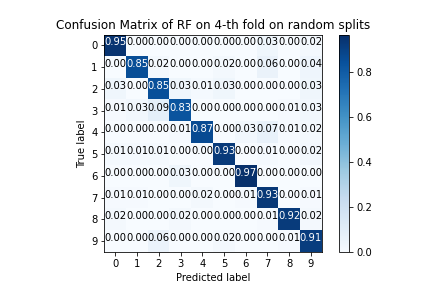 Confusion Matrix of RF on 4-th fold on random splits
0 0.95 0.00 0.00 0.00 0.00 0.00 0.00 0.03 0.00 0.02
1 0.00 0.85 0.02 0.00 0.00 0.02 0.00 0.06 0.00 0.04
2 0.03 0.00 0.85 0.03 0.01 0.03 0.00 0.00 0.00 0.03
3 0.01 0.03 0.09 0.83 0.00 0.01 0.00 0.00 0.01 0.03
4 0.00 0.00 0.00 0.01 0.87 0.00 0.03 0.07 0.01 0.02
5 0.01 0.01 0.01 0.00 0.00 0.93 0.00 0.01 0.00 0.02
6 0.00 0.00 0.00 0.03 0.00 0.00 0.97 0.00 0.00 0.00
7 0.01 0.01 0.00 0.00 0.02 0.00 0.01 0.93 0.00 0.01
8 0.02 0.00 0.02 0.00 0.00 0.00 0.00 0.01 0.92 0.02
9 0.00 0.00 0.06 0.00 0.00 0.02 0.00 0.00 0.01 0.91
0 1 2 3 4 5 6 7 8 9
Predicted label
True label
0.8
0.6
0.4
0.2
0.0